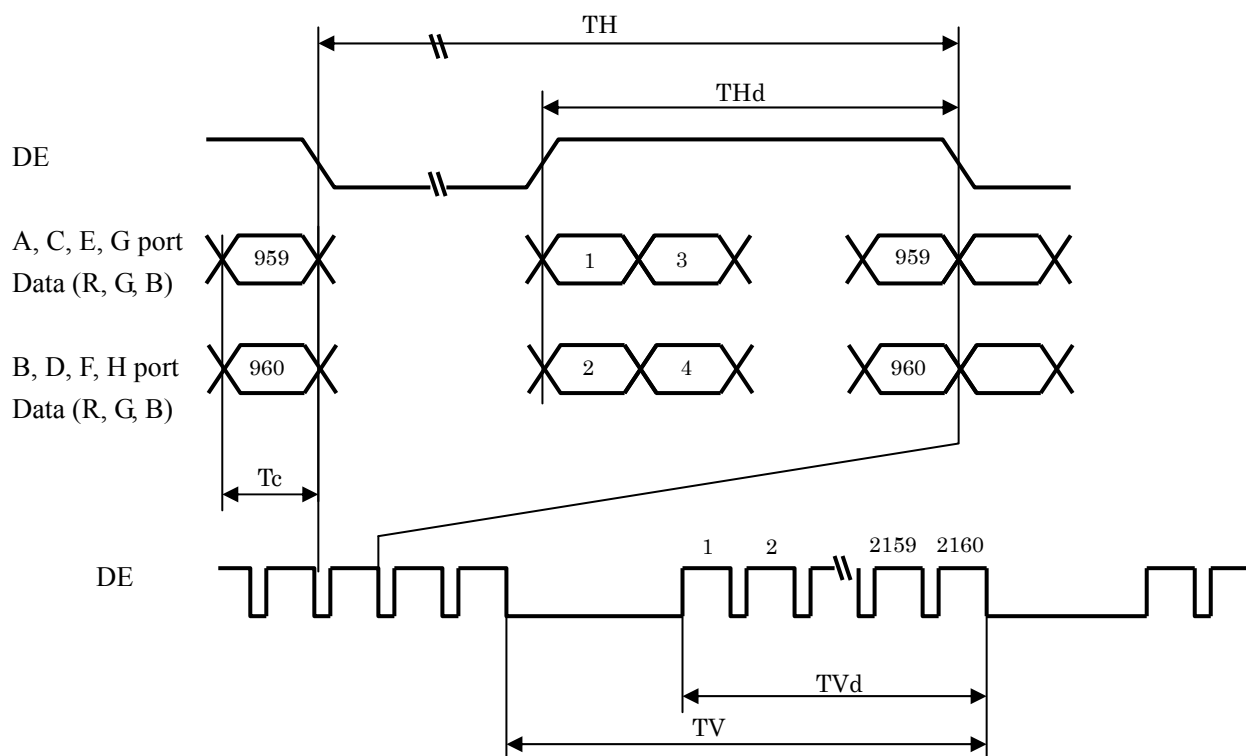 TH
THd
DE
A, C, E, G port
Data (R, G, B)
959
1
3
959
B, D, F, H port
Data (R, G, B)
960
2
4
960
Tc
DE
1
2
2159
2160
TVd
TV